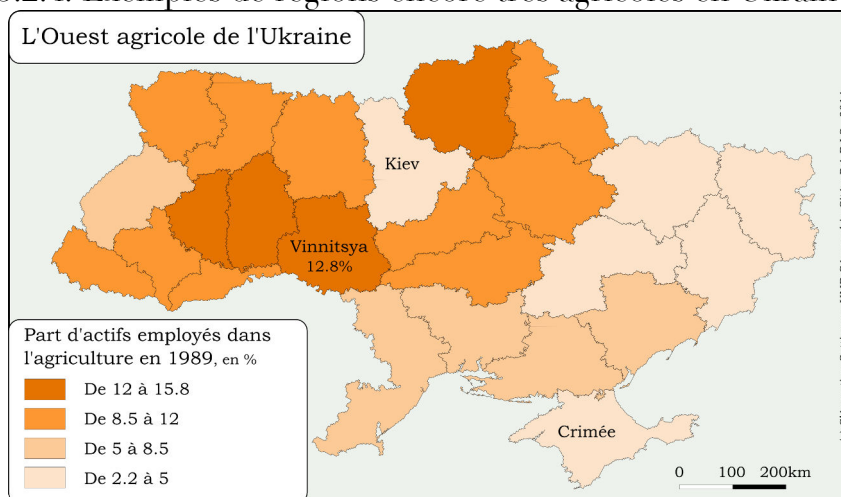 L'Ouest agricole de l'Ukraine
Kiev
Vinnitsya
12.8%
Crimée
Part d'actifs employés dans
l'agriculture en 1989, en %
De 12 à 15.8
De 8.5 à 12
De 5 à 8.5
De 2.2 à 5
0 100 200km